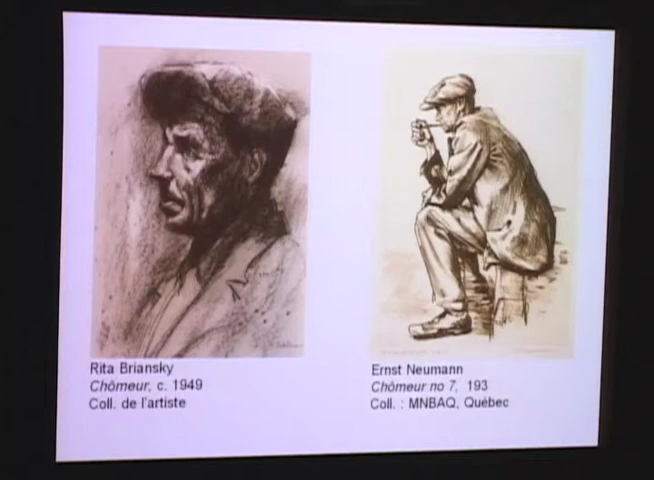 Rita Briansky
Chômeur, c. 1949
Coll. de l'artiste
Ernst Neumann
Chômeur no 7, 193
Coll. : MNBAQ, Québec